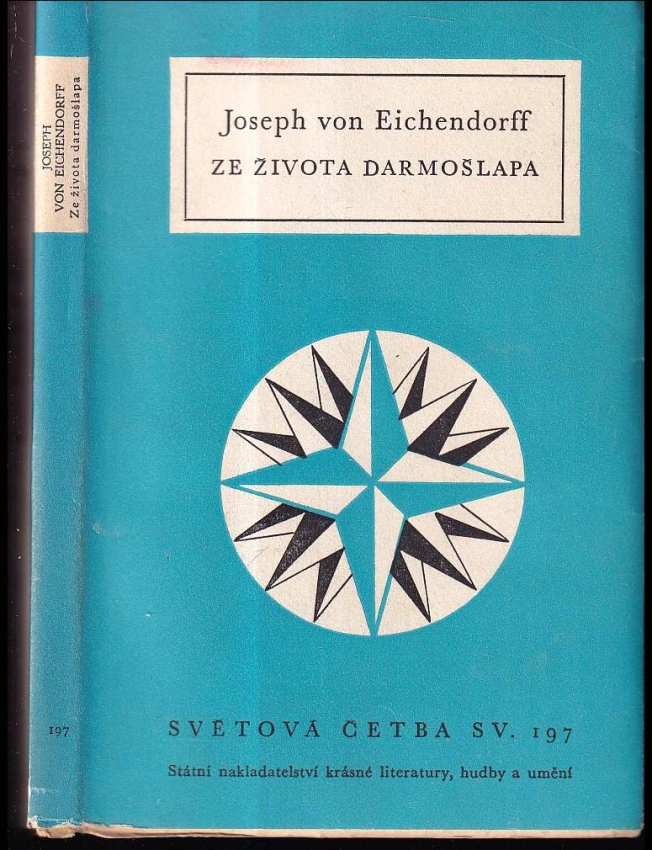 JOSEPH
VON EICHENDORFF
Ze života darmošlapa
197
Joseph von Eichendorff
ZE ŽIVOTA DARMOŠLAPA
SVĚTOVÁ ČETBA SV. 197
Státní nakladatelství krásné literatury, hudby a umění